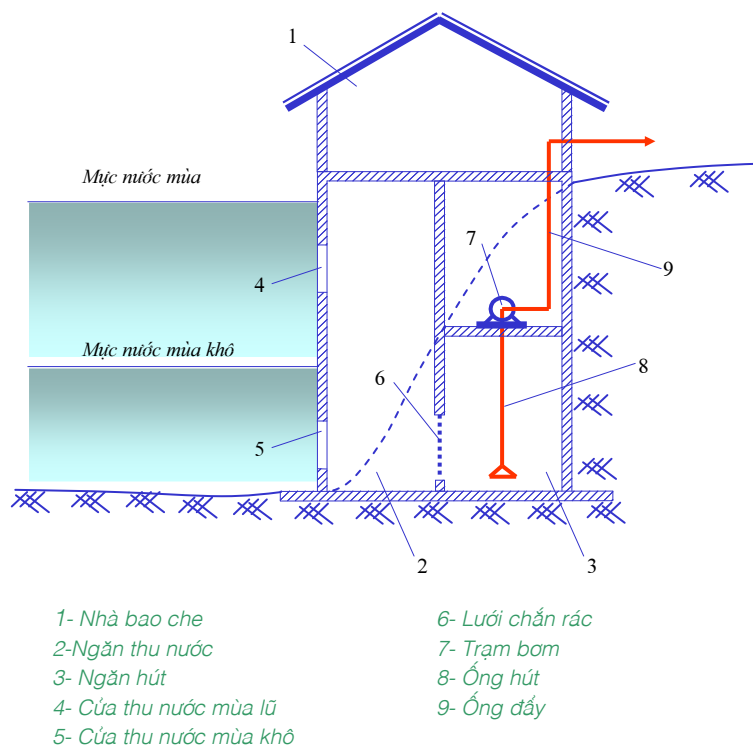 1
Mực nước mùa
7
4
9
Mực nước mùa khô
6
8
5
2
3
1- Nhà bao che
2-Ngăn thu nước
3- Ngăn hút
4- Cửa thu nước mùa lũ
5- Cửa thu nước mùa khô
6- Lưới chắn rác
7- Trạm bơm
8- Ống hút
9- Ống đẩy